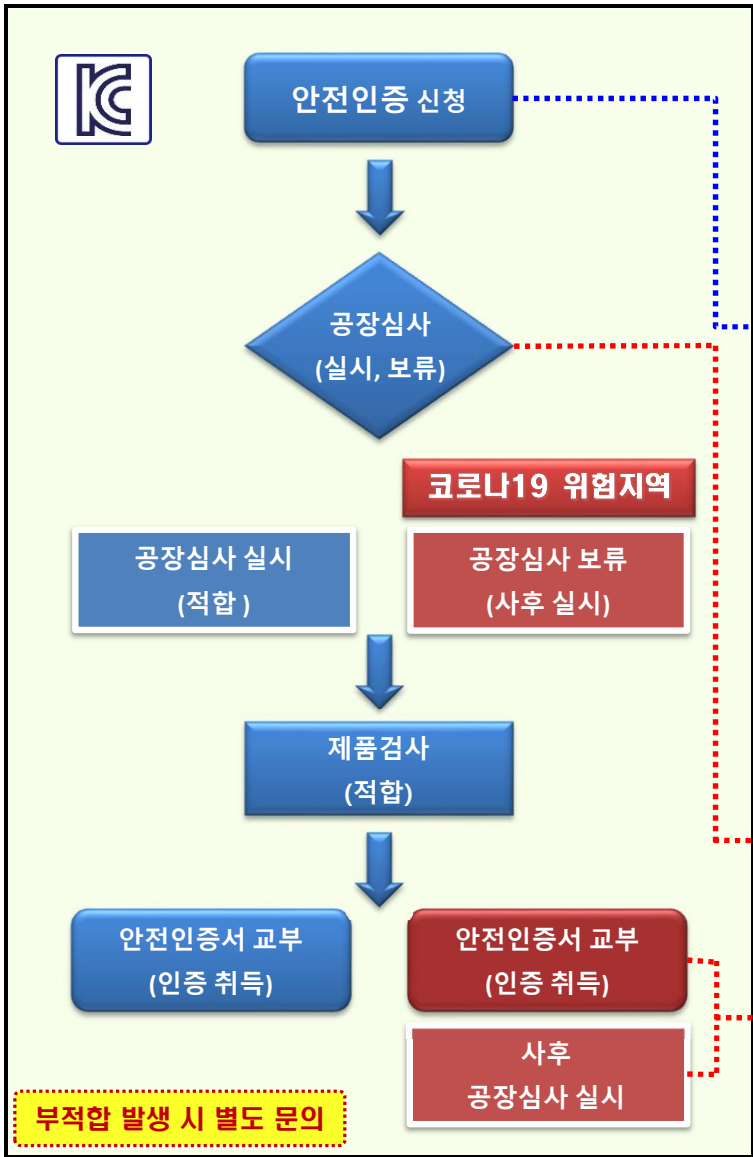 안전인증 신청
공장심사
(실시, 보류)
코로나19 위험지역
공장심사 실시
(적합 )
공장심사 보류
(사후 실시)
제품검사
(적합)
안전인증서 교부
(인증 취득)
안전인증서 교부
(인증 취득)
사후
공장심사 실시
부적합 발생 시 별도 문의